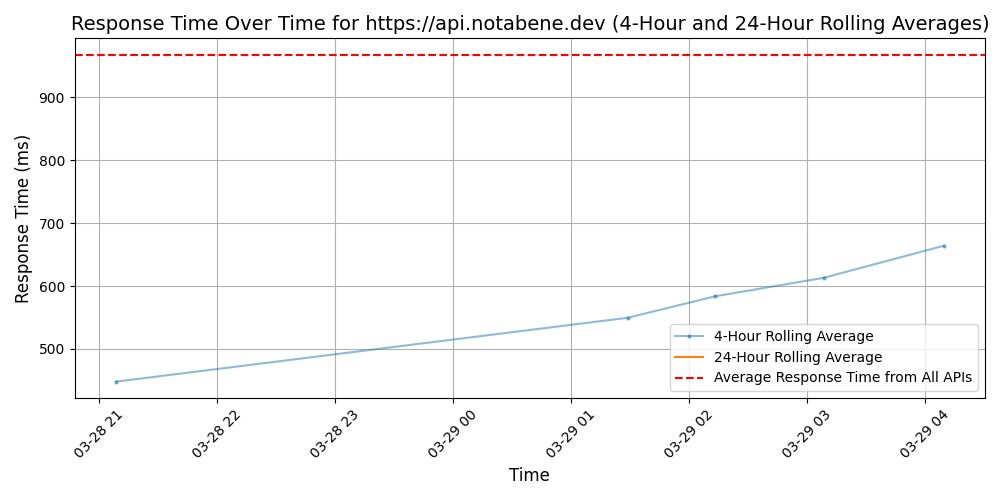 Response Time Over Time for https://api.notabene.dev (4-Hour and 24-Hour Rolling Averages)
Response Time (ms)
900
800
700
600
500
4-Hour Rolling Average
24-Hour Rolling Average
Average Response Time from All APIs
03-28 21
03-28 22
03-28 23
03-29 00
03-29 01
03-29 02
03-29 03
03-29 04
Time